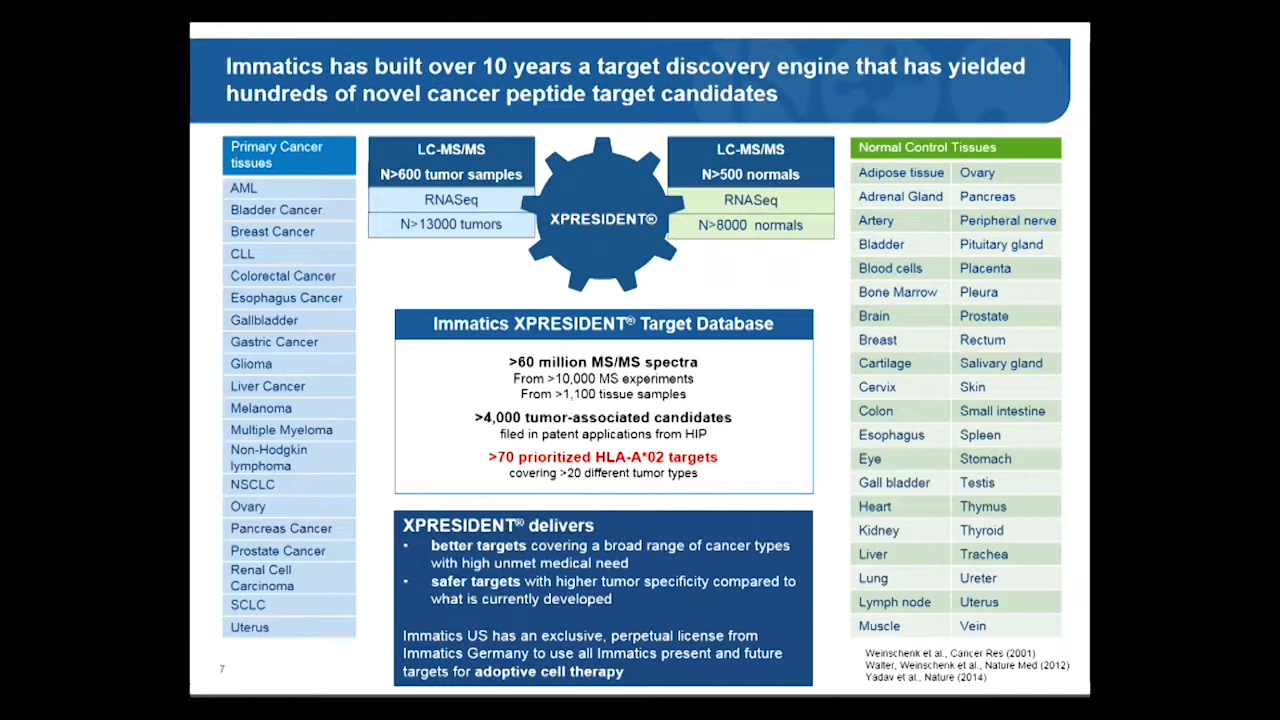 Immatics has built over 10 years a target discovery engine that has yielded
hundreds of novel cancer peptide target candidates
Primary Cancer
tissues
AML
Bladder Cancer
Breast Cancer
CLL
Colorectal Cancer
Esophagus Cancer
Gallbladder
Gastric Cancer
Glioma
Liver Cancer
Melanoma
Multiple Myeloma
Non-Hodgkin
lymphoma
NSCLC
Ovary
Pancreas Cancer
Prostate Cancer
Renal Cell
Carcinoma
SCLC
Uterus
LC-MS/MS
N>600 tumor samples
RNASeq
N>13000 tumors
XPRESIDENT®
LC-MS/MS
N>500 normals
RNASeq
N>8000 normals
Immatics XPRESIDENT® Target Database
>60 million MS/MS spectra
From >10,000 MS experiments
From >1,100 tissue samples
>4,000 tumor-associated candidates
filed in patent applications from HIP
>70 prioritized HLA-A*02 targets
covering >20 different tumor types
XPRESIDENT® delivers
• better targets covering a broad range of cancer types
with high unmet medical need
• safer targets with higher tumor specificity compared to
what is currently developed
Immatics US has an exclusive, perpetual license from
Immatics Germany to use all Immatics present and future
targets for adoptive cell therapy
Normal Control Tissues
Adipose tissue Ovary
Adrenal Gland Pancreas
Artery Peripheral nerve
Bladder Pituitary gland
Blood cells Placenta
Bone Marrow Pleura
Brain Prostate
Breast Rectum
Cartilage Salivary gland
Cervix Skin
Colon Small intestine
Esophagus Spleen
Eye Stomach
Gall bladder Testis
Heart Thymus
Kidney Thyroid
Liver Trachea
Lung Ureter
Lymph node Uterus
Muscle Vein
Weinschenk et al., Cancer Res (2001)
Walter, Weinschenk et al., Nature Med (2012)
Yadav et al., Nature (2014)
7